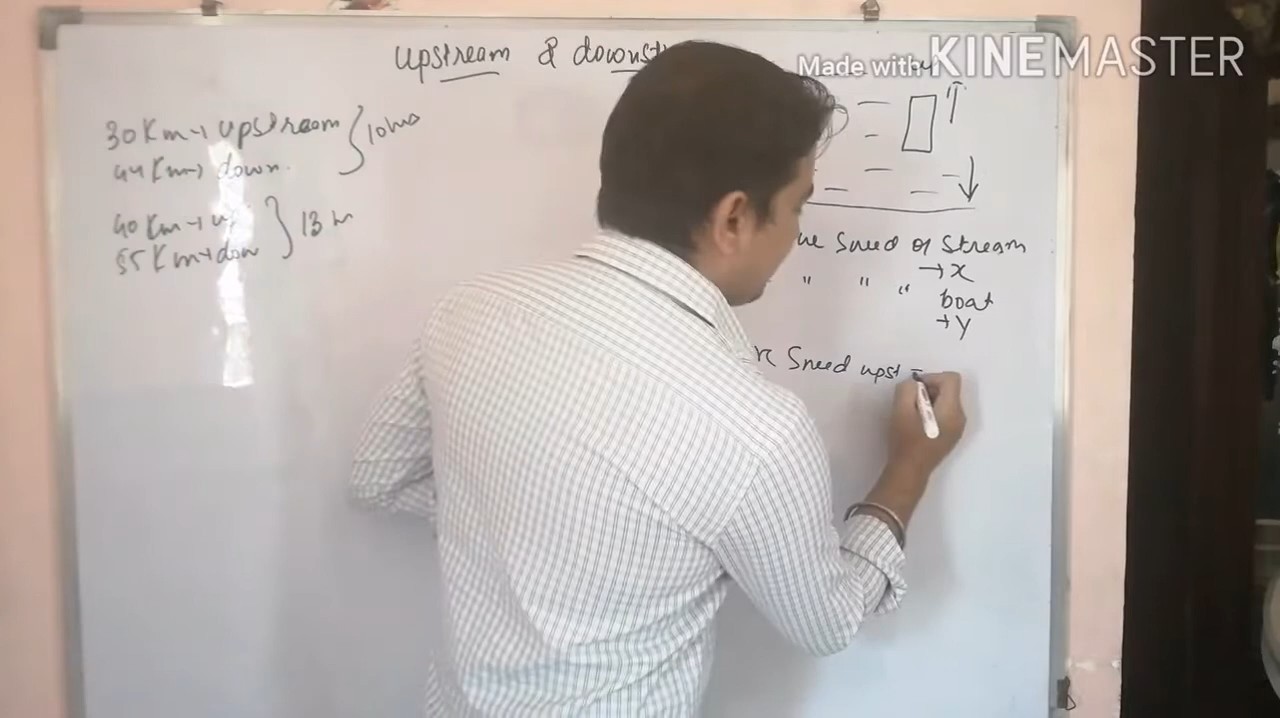 upstream & downst
Made with KINEMASTER
30 Km → upstream } 10 hrs
44 Km → down.
40 Km → up } 13 hr
55 Km → down
Speed of Stream
→ x
" " " boat
→ y
Speed upst =